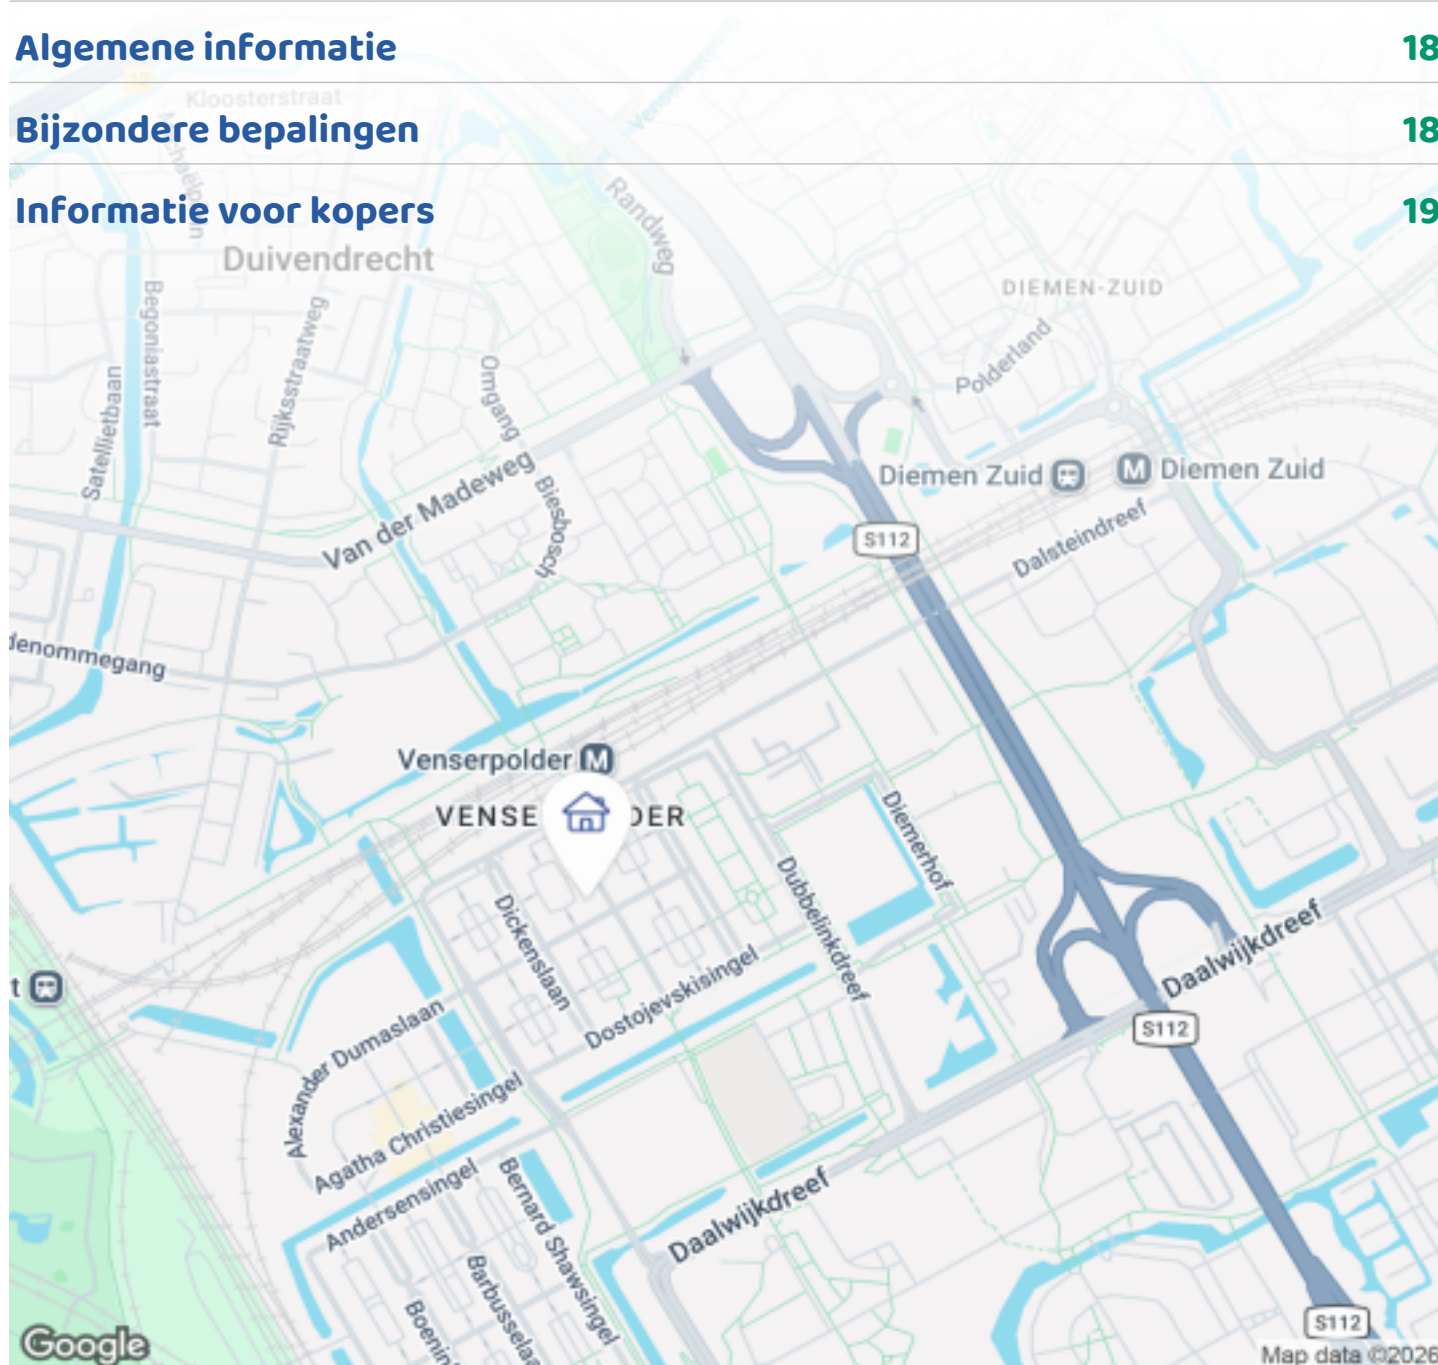 Algemene informatie 18
Kloosterstraat
Bijzondere bepalingen 18
Informatie voor kopers 19
Randweg
Duivendrecht
DIEMEN-ZUID
Begoniastraat
Rijksstraatweg
Satellietbaan
Omgang
Polderland
Diemen Zuid
M Diemen Zuid
Van der Madeweg
Biesbosch
S112
Dalsteindreef
denommegang
Venserpolder M
VENSE DER
Diemerhof
Dubbelinkdreef
Dickenslaan
Daalwijkdreef
Dostojevskisingel
t
S112
Alexander Dumaslaan
Agatha Christiesingel
Andersensingel
Bernard Shawsingel
Daalwijkdreef
Barbusselaa
Boenin
S112
Google
Map data ©2026